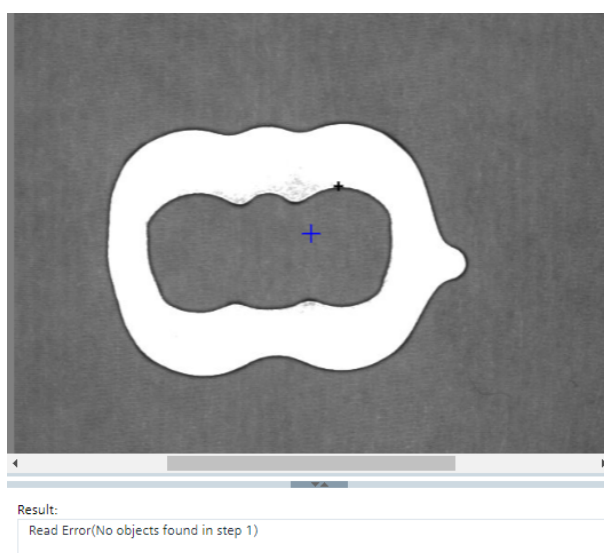 Result:
Read Error(No objects found in step 1)